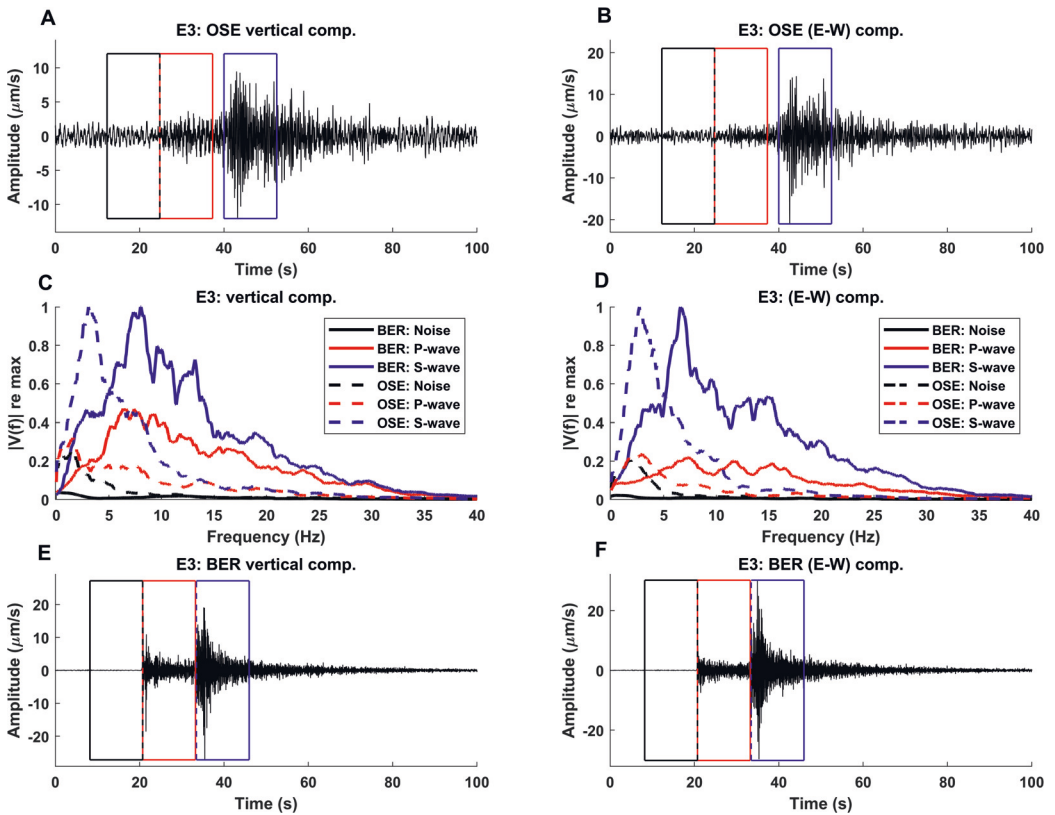 A
E3: OSE vertical comp.
Amplitude (μm/s)
10
5
0
-5
-10
0 20 40 60 80 100
Time (s)
B
E3: OSE (E-W) comp.
Amplitude (μm/s)
20
10
0
-10
-20
0 20 40 60 80 100
Time (s)
C
E3: vertical comp.
|V(f)| re max
1
0.8
0.6
0.4
0.2
0
BER: Noise
BER: P-wave
BER: S-wave
OSE: Noise
OSE: P-wave
OSE: S-wave
0 5 10 15 20 25 30 35 40
Frequency (Hz)
D
E3: (E-W) comp.
|V(f)| re max
1
0.8
0.6
0.4
0.2
0
BER: Noise
BER: P-wave
BER: S-wave
OSE: Noise
OSE: P-wave
OSE: S-wave
0 5 10 15 20 25 30 35 40
Frequency (Hz)
E
E3: BER vertical comp.
Amplitude (μm/s)
20
10
0
-10
-20
0 20 40 60 80 100
Time (s)
F
E3: BER (E-W) comp.
Amplitude (μm/s)
20
10
0
-10
-20
0 20 40 60 80 100
Time (s)